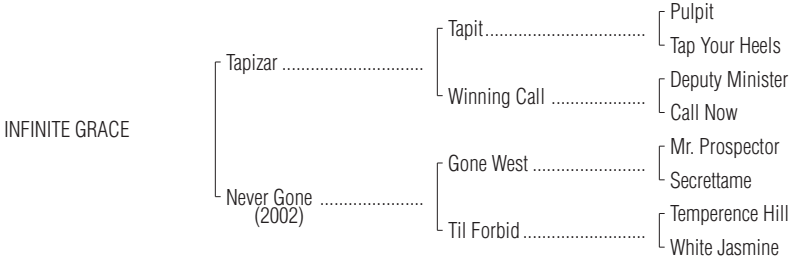 Pulpit
Tapit................................
Tap Your Heels
Tapizar ............................
Deputy Minister
Winning Call ...................
Call Now
INFINITE GRACE
Mr. Prospector
Gone West .......................
Secrettame
Never Gone .....................
(2002)
Temperence Hill
Til Forbid.........................
White Jasmine